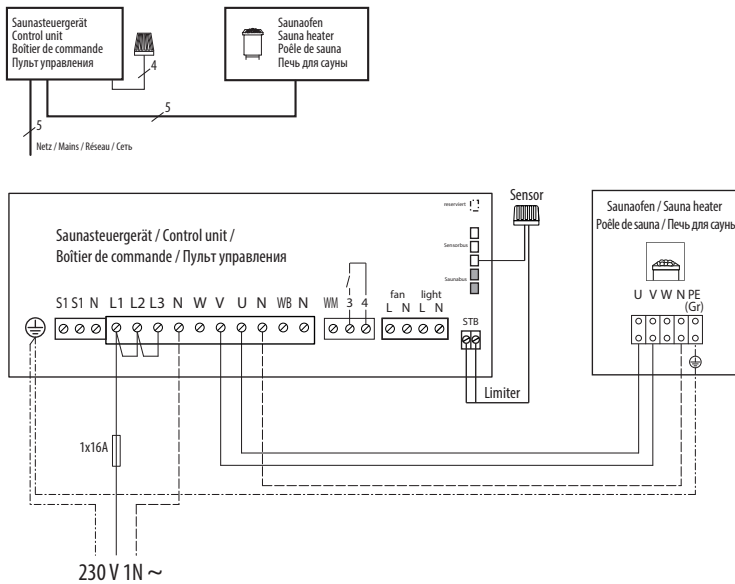 Saunasteuergerät
Control unit
Boîtier de commande
Пульт управления
4
Saunaofen
Sauna heater
Poêle de sauna
Печь для сауны
5
5
Netz / Mains / Réseau / Сеть
Saunasteuergerät / Control unit /
Boîtier de commande / Пульт управления
reserviert
Sensorbus
Saunabus
Sensor
S1 S1 N L1 L2 L3 N W V U N WB N
WM 3 4
fan light
L N L N
STB
Limiter
Saunaofen / Sauna heater
Poêle de sauna / Печь для сауны
U V W N PE
(Gr)
1x16A
230 V 1N ~